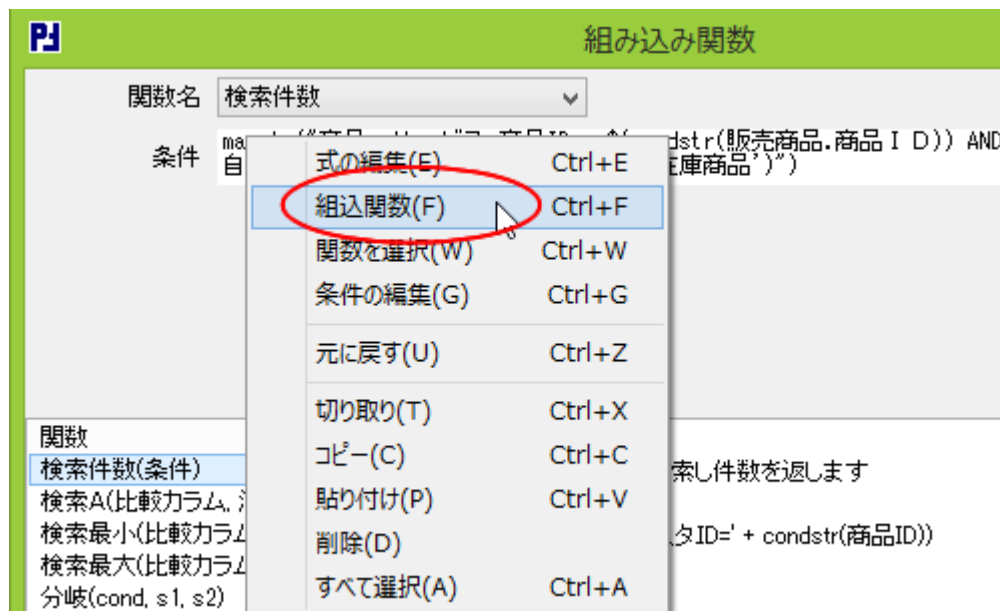 組み込み関数
関数名 検索件数
条件
dstr(販売商品.商品ID)) AND
自
在庫商品')")
式の編集(E) Ctrl+E
組込関数(F) Ctrl+F
関数を選択(W) Ctrl+W
条件の編集(G) Ctrl+G
元に戻す(U) Ctrl+Z
切り取り(T) Ctrl+X
コピー(C) Ctrl+C
貼り付け(P) Ctrl+V
削除(D)
すべて選択(A) Ctrl+A
関数
検索件数(条件) 索し件数を返します
検索A(比較カラム,
検索最小(比較カラム タID=' + condstr(商品ID))
検索最大(比較カラム
分岐(cond, s1, s2)